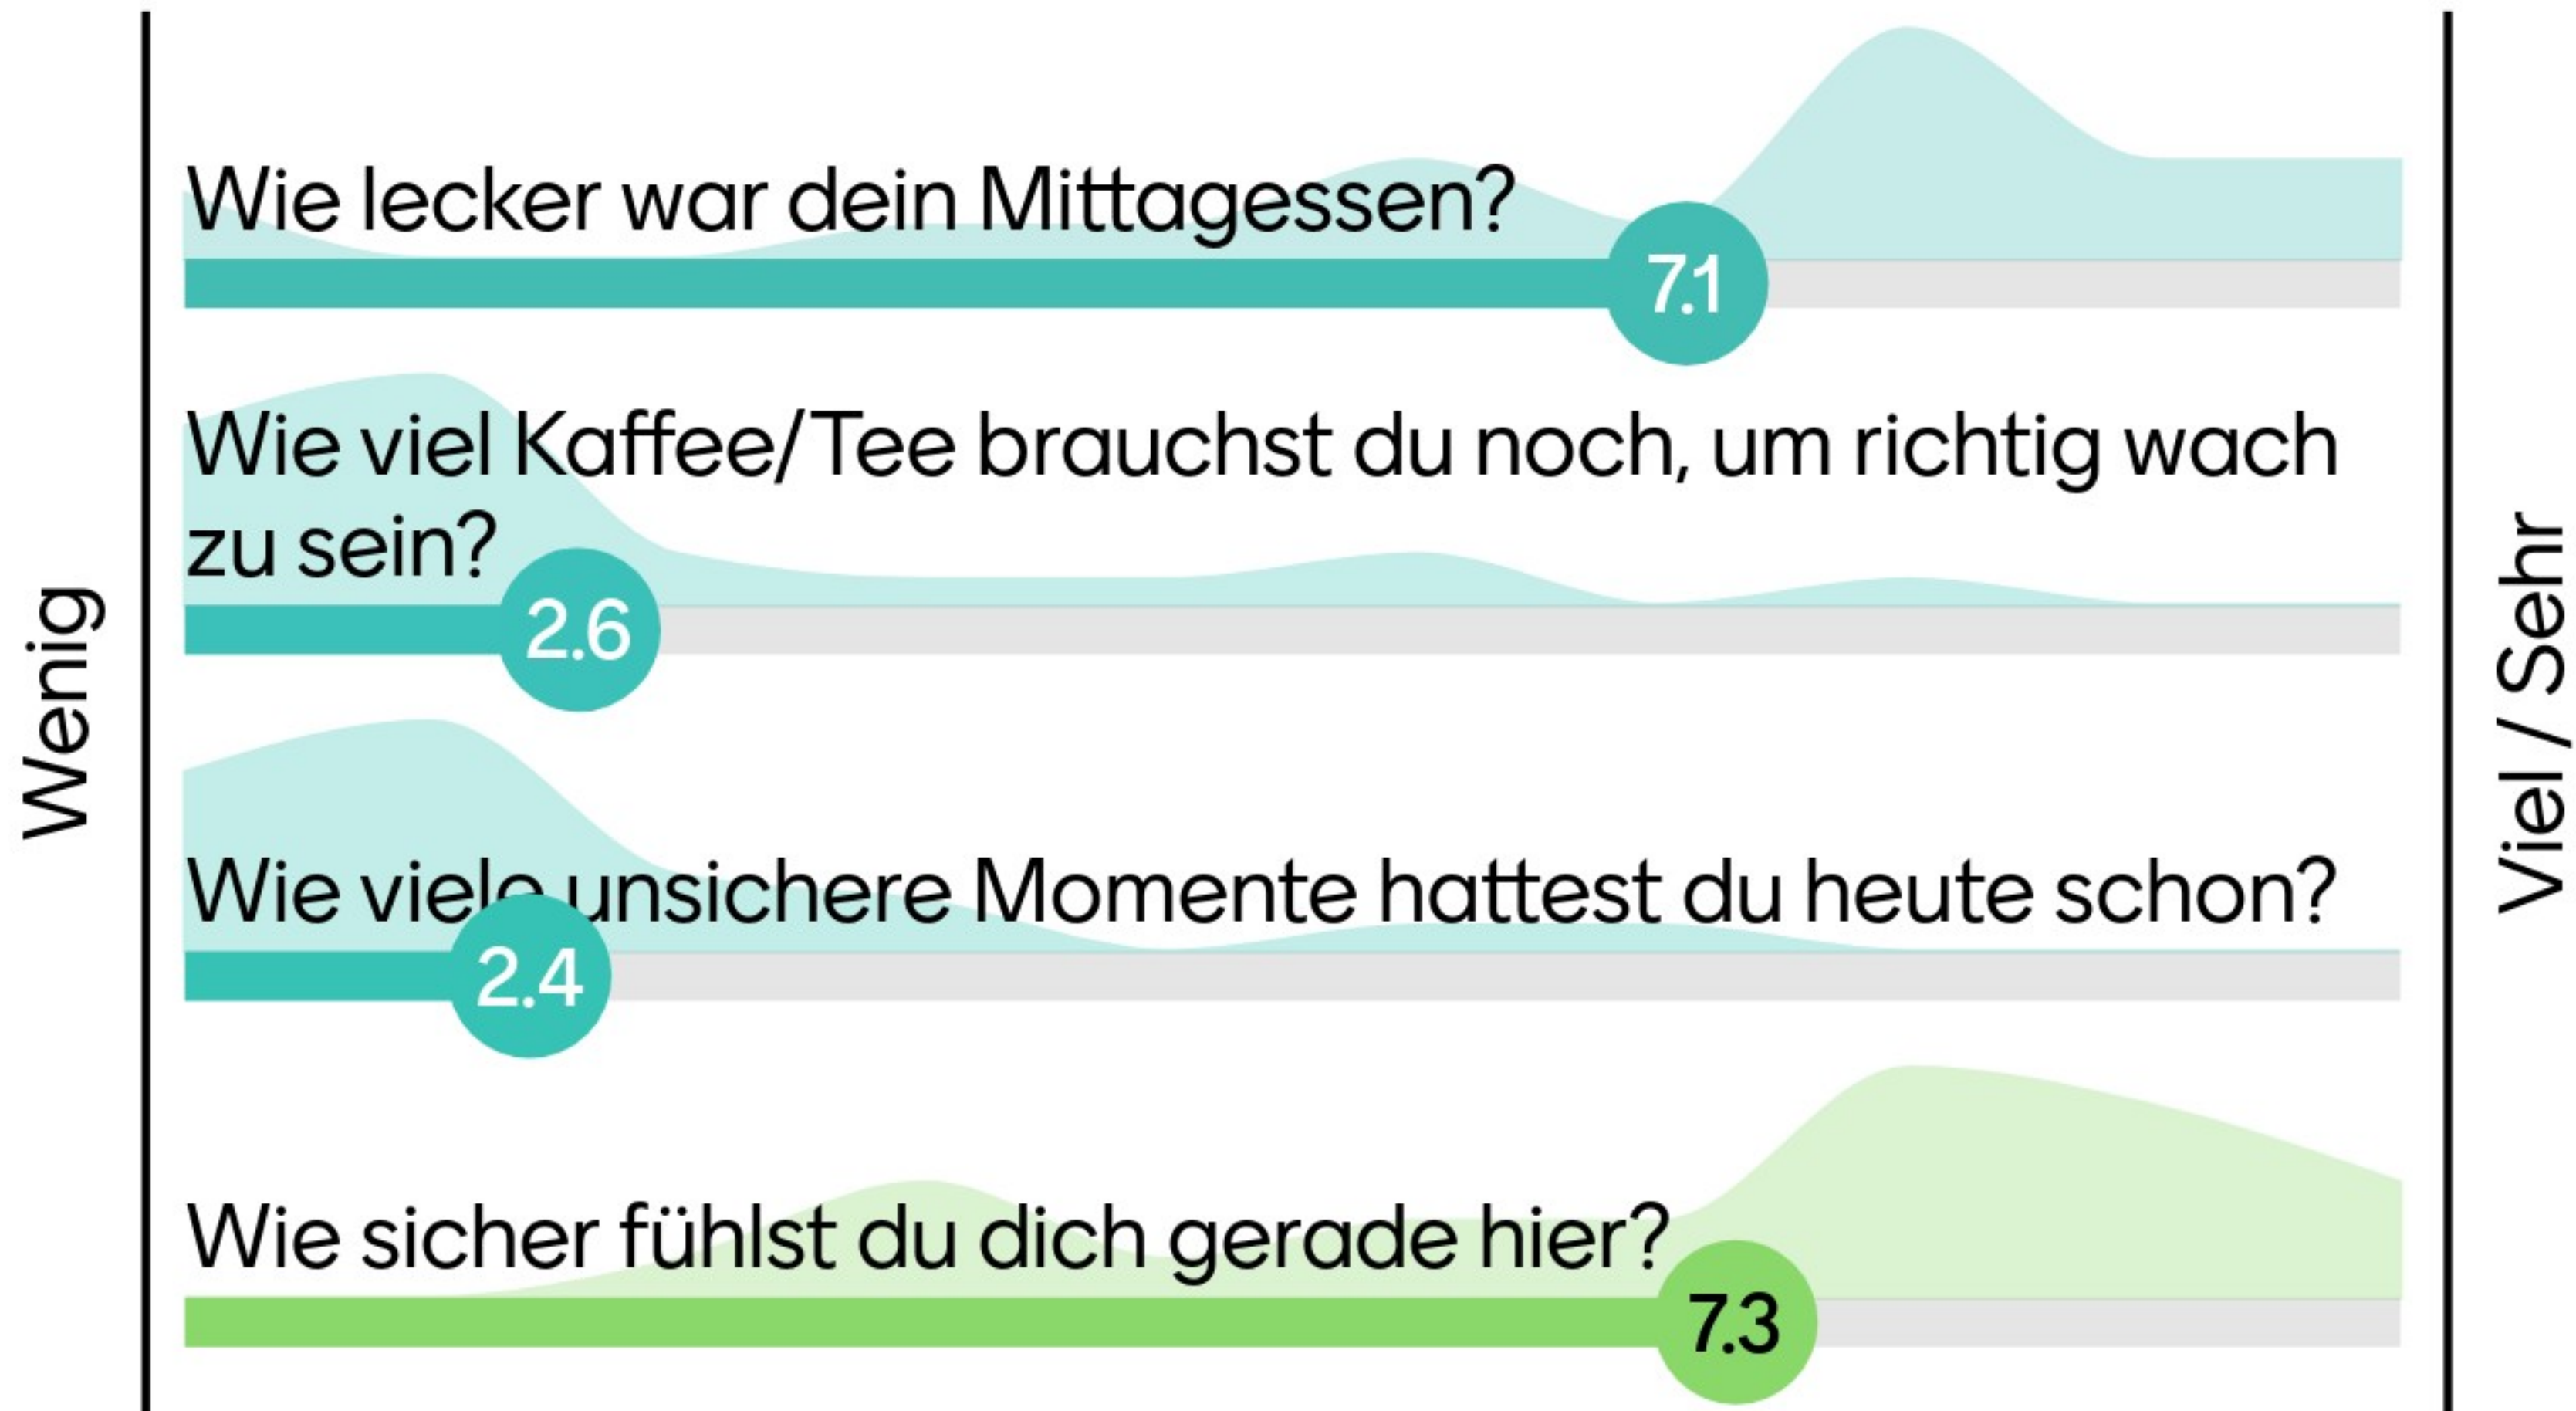 Wie lecker war dein Mittagessen?
7.1
Wie viel Kaffee/Tee brauchst du noch, um richtig wach
zu sein?
2.6
Wie viele unsichere Momente hattest du heute schon?
2.4
Wie sicher fühlst du dich gerade hier?
7.3
Wenig
Viel / Sehr